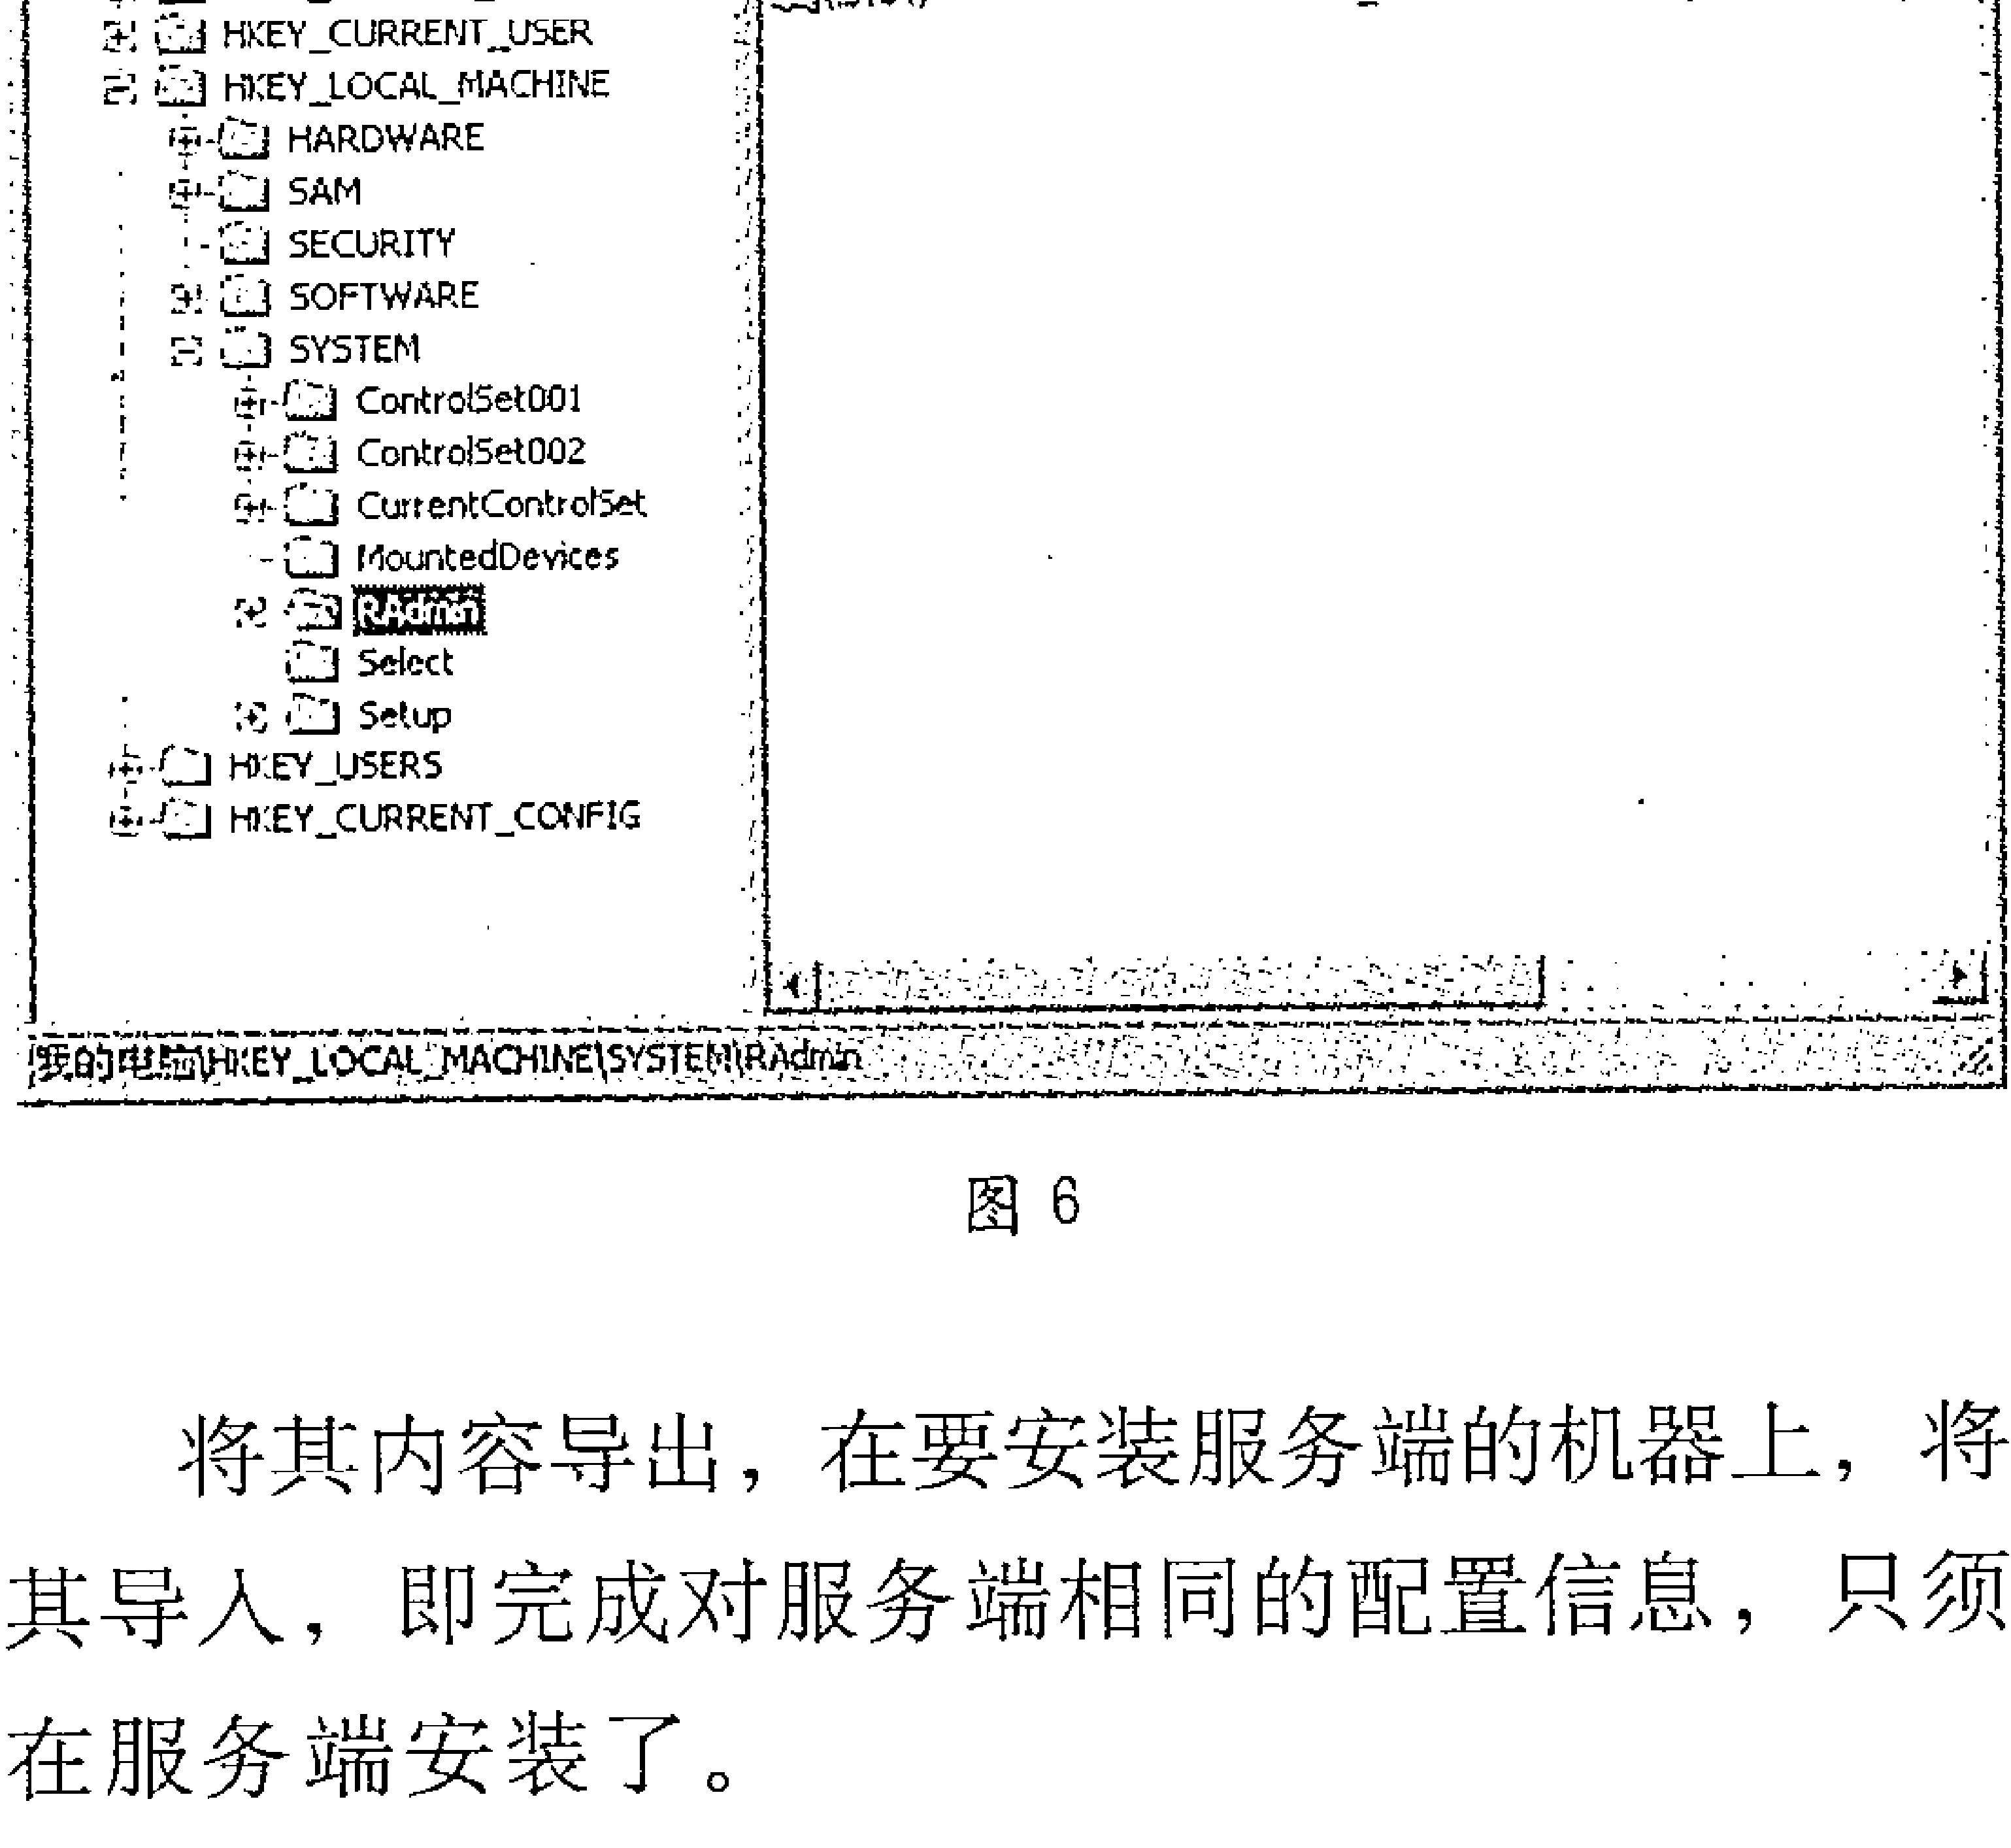 HKEY_CURRENT_USER
HKEY_LOCAL_MACHINE
HARDWARE
SAM
SECURITY
SOFTWARE
SYSTEM
ControlSet001
ControlSet002
CurrentControlSet
MountedDevices
RAdmin
Select
Setup
HKEY_USERS
HKEY_CURRENT_CONFIG
我的电脑\HKEY_LOCAL_MACHINE\SYSTEM\RAdmin
图 6
将其内容导出，在要安装服务端的机器上，将
其导入，即完成对服务端相同的配置信息，只须
在服务端安装了。